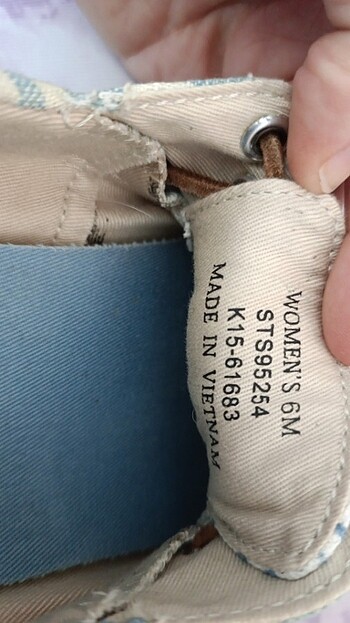 WOMEN'S 6M
STS95254
K15-61683
MADE IN VIETNAM